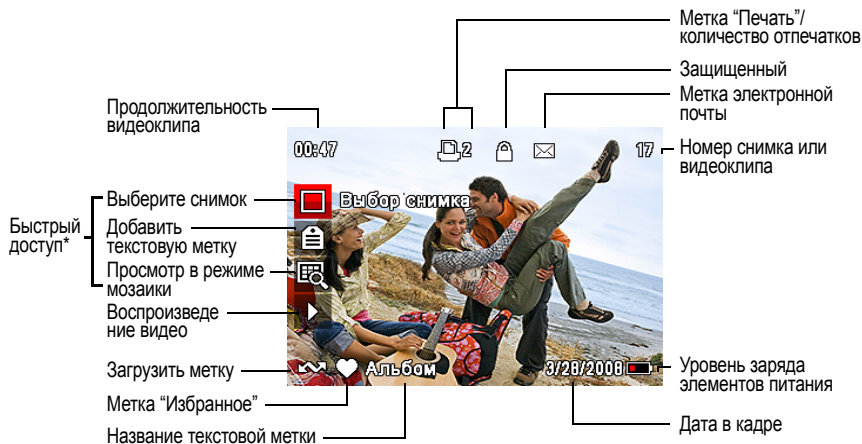 Метка “Печать”/
количество отпечатков
Защищенный
Метка электронной
почты
Продолжительность
видеоклипа
00:47
2
17
Номер снимка или
видеоклипа
Быстрый
доступ*
Выберите снимок
Выбор снимка
Добавить
текстовую метку
Просмотр в режиме
мозаики
Воспроизведе
ние видео
Загрузить метку
Альбом
3/28/2008
Уровень заряда
элементов питания
Метка “Избранное”
Дата в кадре
Название текстовой метки